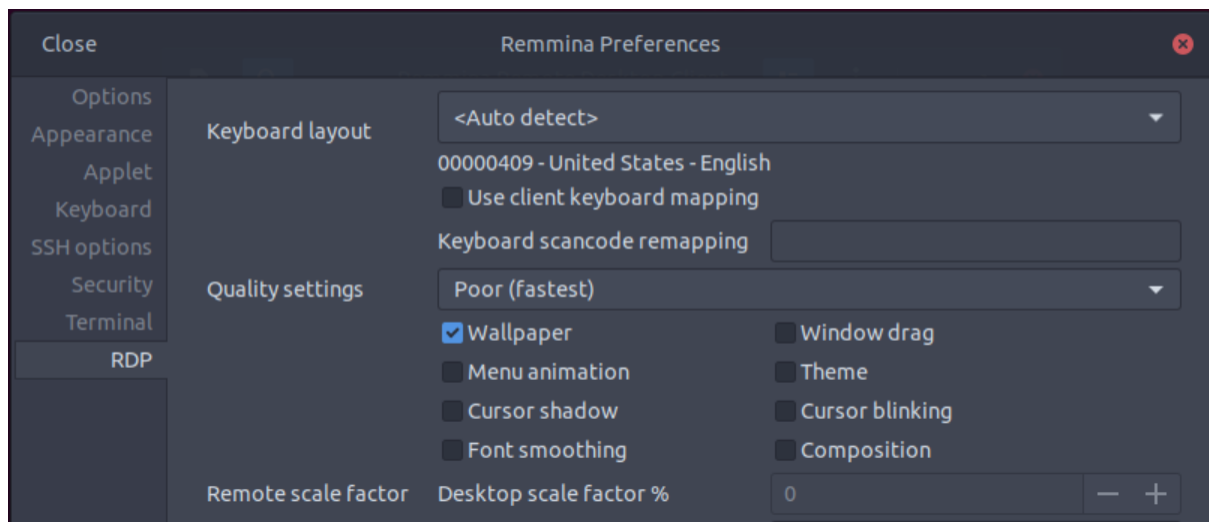 Close
Remmina Preferences
Options
Appearance
Applet
Keyboard
SSH options
Security
Terminal
RDP
Keyboard layout
<Auto detect>
00000409 - United States - English
Use client keyboard mapping
Keyboard scancode remapping
Quality settings
Poor (fastest)
Wallpaper
Window drag
Menu animation
Theme
Cursor shadow
Cursor blinking
Font smoothing
Composition
Remote scale factor
Desktop scale factor %
0